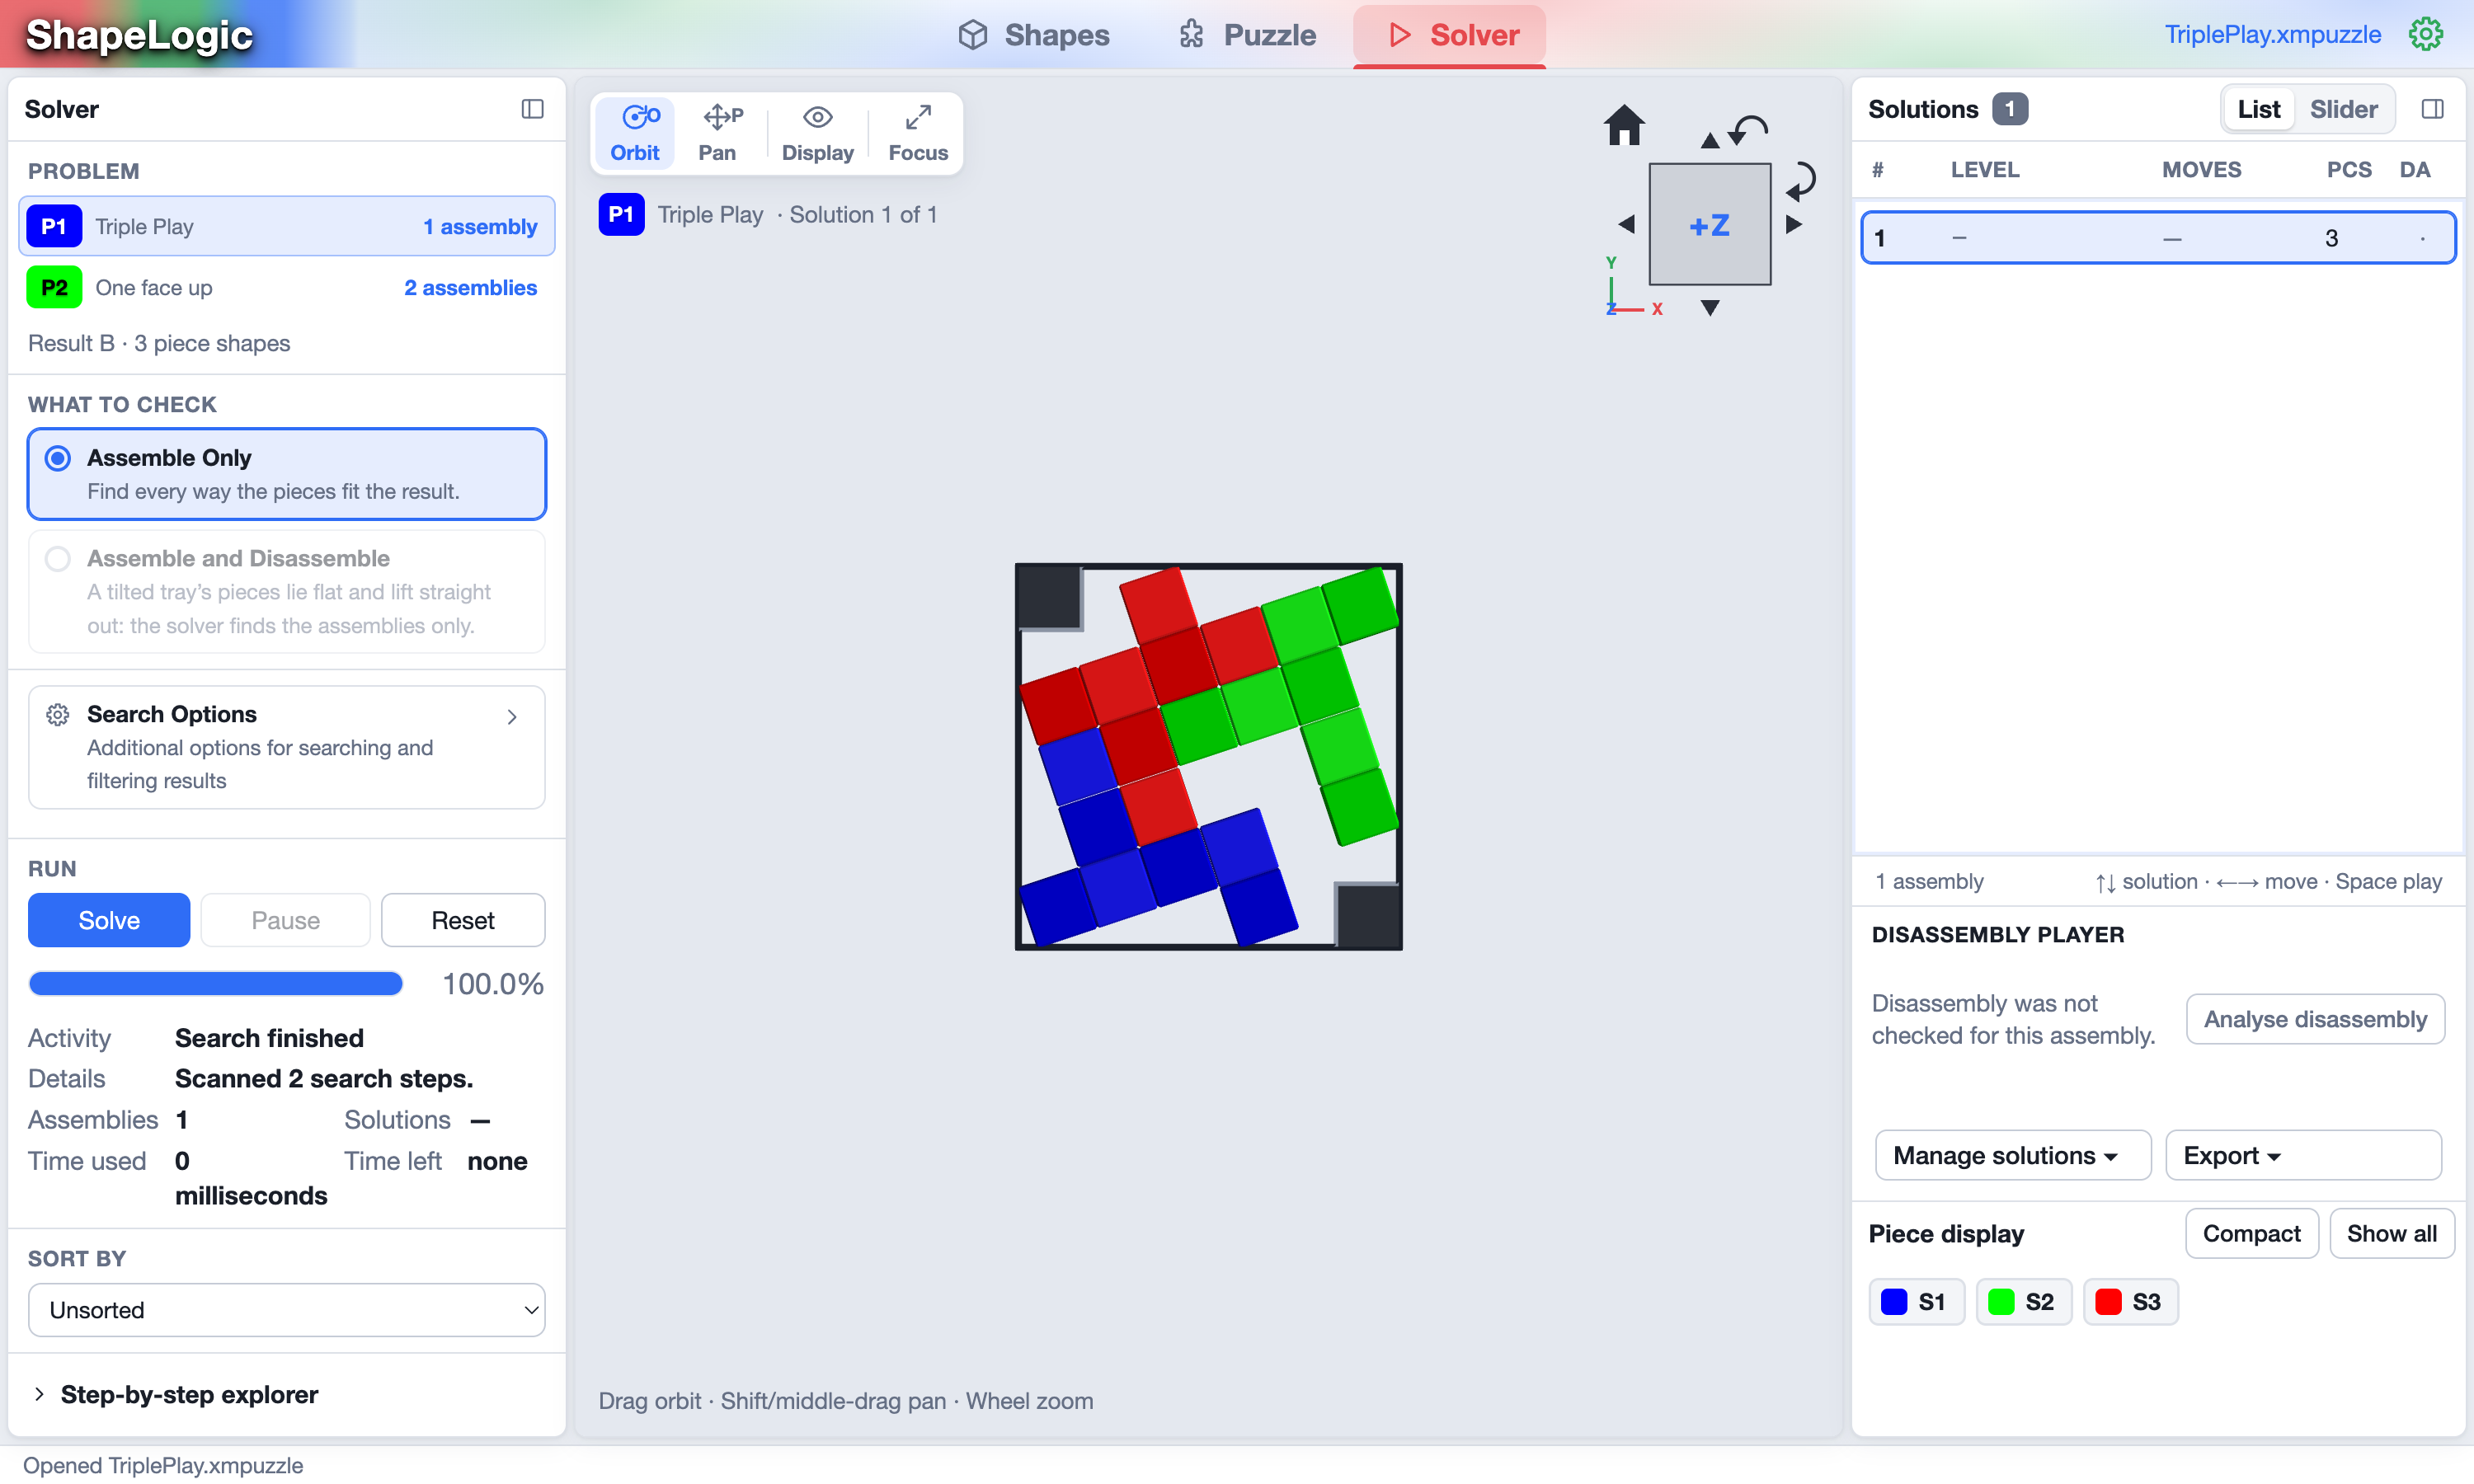 ShapeLogic
Shapes
Puzzle
Solver
TriplePlay.xmpuzzle
Solver
PROBLEM
P1 Triple Play 1 assembly
P2 One face up 2 assemblies
Result B · 3 piece shapes
WHAT TO CHECK
Assemble Only
Find every way the pieces fit the result.
Assemble and Disassemble
A tilted tray’s pieces lie flat and lift straight
out: the solver finds the assemblies only.
Search Options
Additional options for searching and
filtering results
RUN
Solve Pause Reset
100.0%
Activity Search finished
Details Scanned 2 search steps.
Assemblies 1 Solutions —
Time used 0 Time left none
milliseconds
SORT BY
Unsorted
Step-by-step explorer
O P
Orbit Pan Display Focus
P1 Triple Play · Solution 1 of 1
+Z
Y
Z X
Drag orbit · Shift/middle-drag pan · Wheel zoom
Solutions 1 List Slider
# LEVEL MOVES PCS DA
1 – — 3 ·
1 assembly ↑↓ solution · ←→ move · Space play
DISASSEMBLY PLAYER
Disassembly was not
checked for this assembly.
Analyse disassembly
Manage solutions Export
Piece display Compact Show all
S1 S2 S3
Opened TriplePlay.xmpuzzle